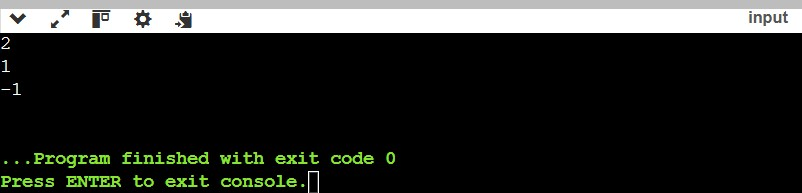 input
2
1
-1
...Program finished with exit code 0
Press ENTER to exit console.